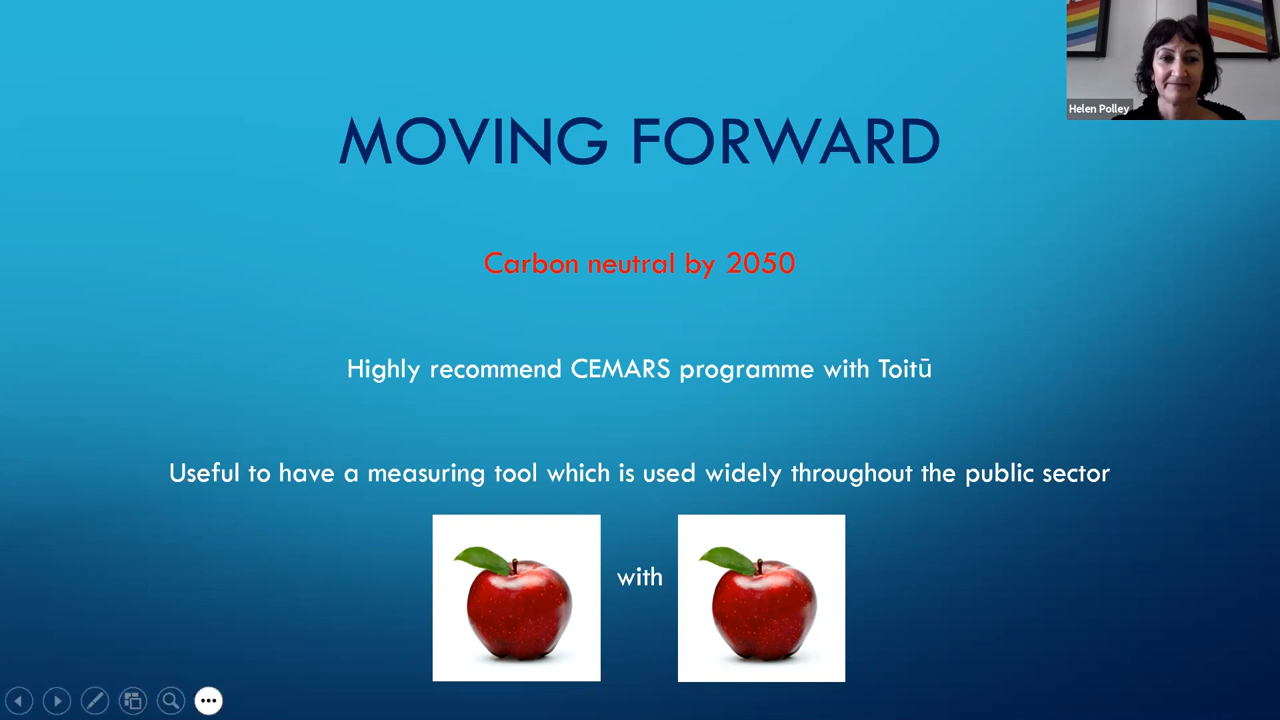 Helen Polley
MOVING FORWARD
Carbon neutral by 2050
Highly recommend CEMARS programme with Toitū
Useful to have a measuring tool which is used widely throughout the public sector
with